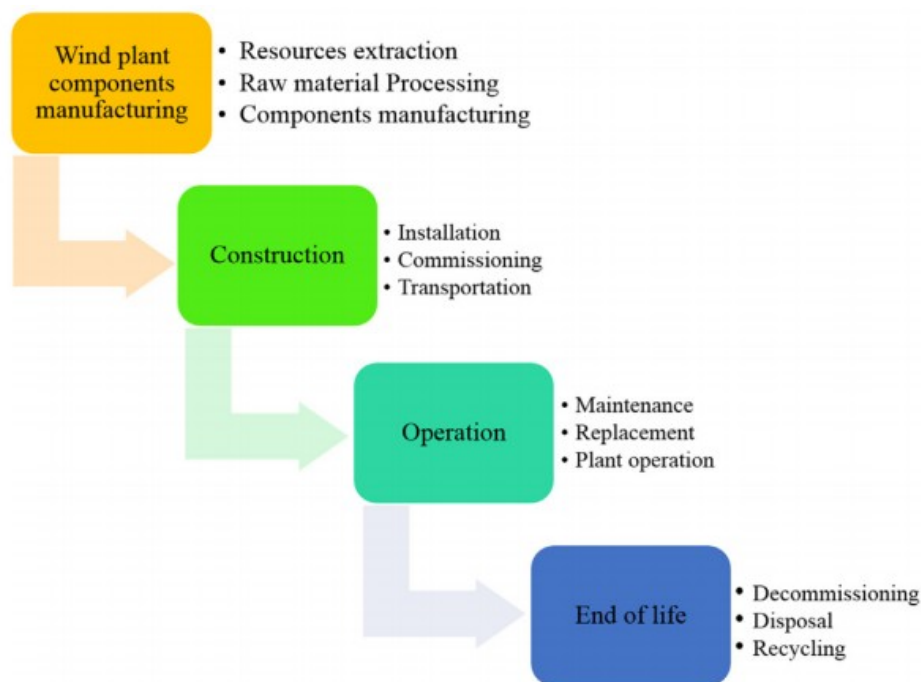 Wind plant
components
manufacturing
• Resources extraction
• Raw material Processing
• Components manufacturing
Construction
• Installation
• Commissioning
• Transportation
Operation
• Maintenance
• Replacement
• Plant operation
End of life
• Decommissioning
• Disposal
• Recycling